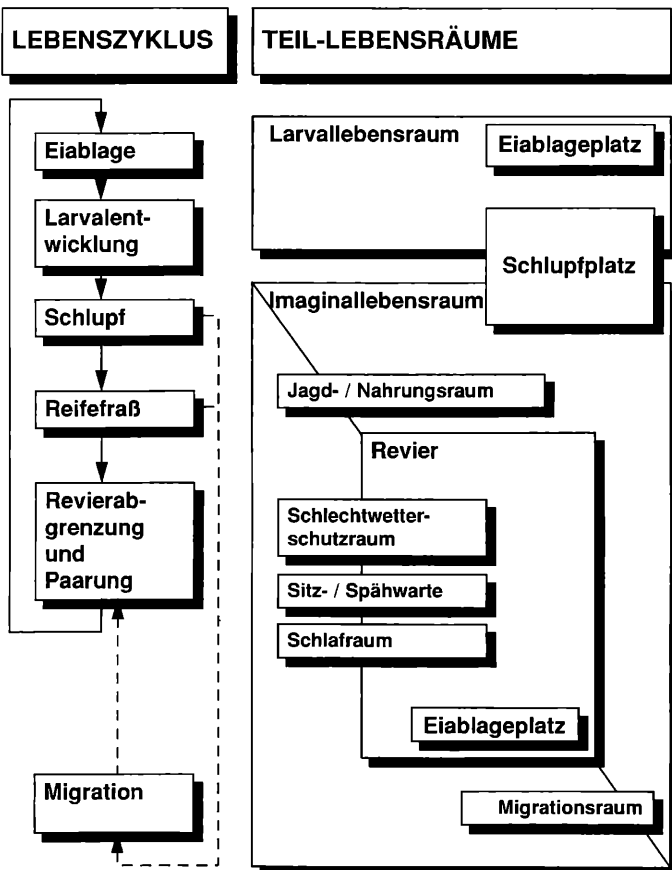 LEBENSZYKLUS
TEIL-LEBENSRÄUME
Eiablage
Larvalent-
wicklung
Schlupf
Reifefraß
Revierab-
grenzung
und
Paarung
Migration
Larvallebensraum
Eiablageplatz
Schlupfplatz
Imaginallebensraum
Jagd- / Nahrungsraum
Revier
Schlechtwetter-
schutzraum
Sitz- / Spähwarte
Schlafraum
Eiablageplatz
Migrationsraum